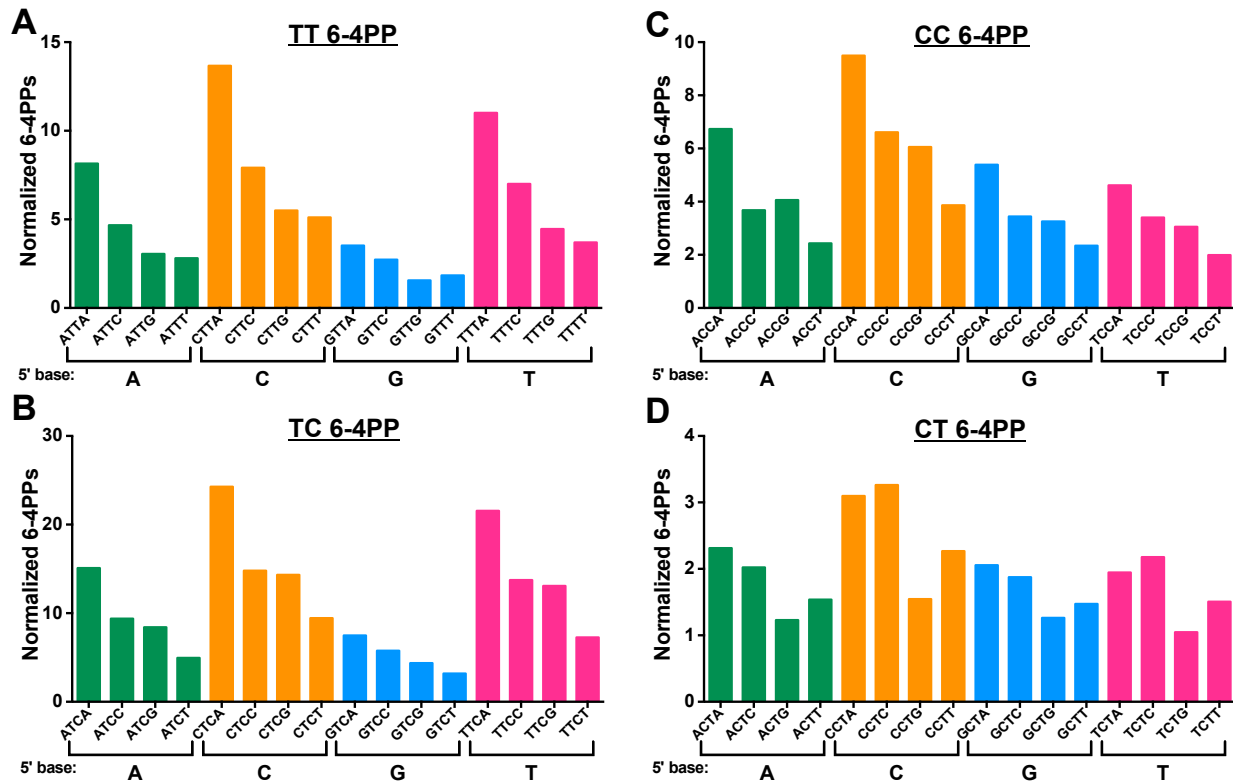 A
TT 6-4PP
Normalized 6-4PPs
15
10
5
0
ATTA ATTC ATTG ATTT CTTA CTTC CTTG CTTT GTTA GTTC GTTG GTTT TTTA TTTC TTTG TTTT
5' base: A C G T
C
CC 6-4PP
Normalized 6-4PPs
10
8
6
4
2
0
ACCA ACCC ACCG ACCT CCCA CCCC CCCG CCCT GCCA GCCC GCCG GCCT TCCA TCCC TCCG TCCT
5' base: A C G T
B
TC 6-4PP
Normalized 6-4PPs
30
20
10
0
ATCA ATCC ATCG ATCT CTCA CTCC CTCG CTCT GTCA GTCC GTCG GTCT TTCA TTCC TTCG TTCT
5' base: A C G T
D
CT 6-4PP
Normalized 6-4PPs
4
3
2
1
0
ACTA ACTC ACTG ACTT CCTA CCTC CCTG CCTT GCTA GCTC GCTG GCTT TCTA TCTC TCTG TCTT
5' base: A C G T